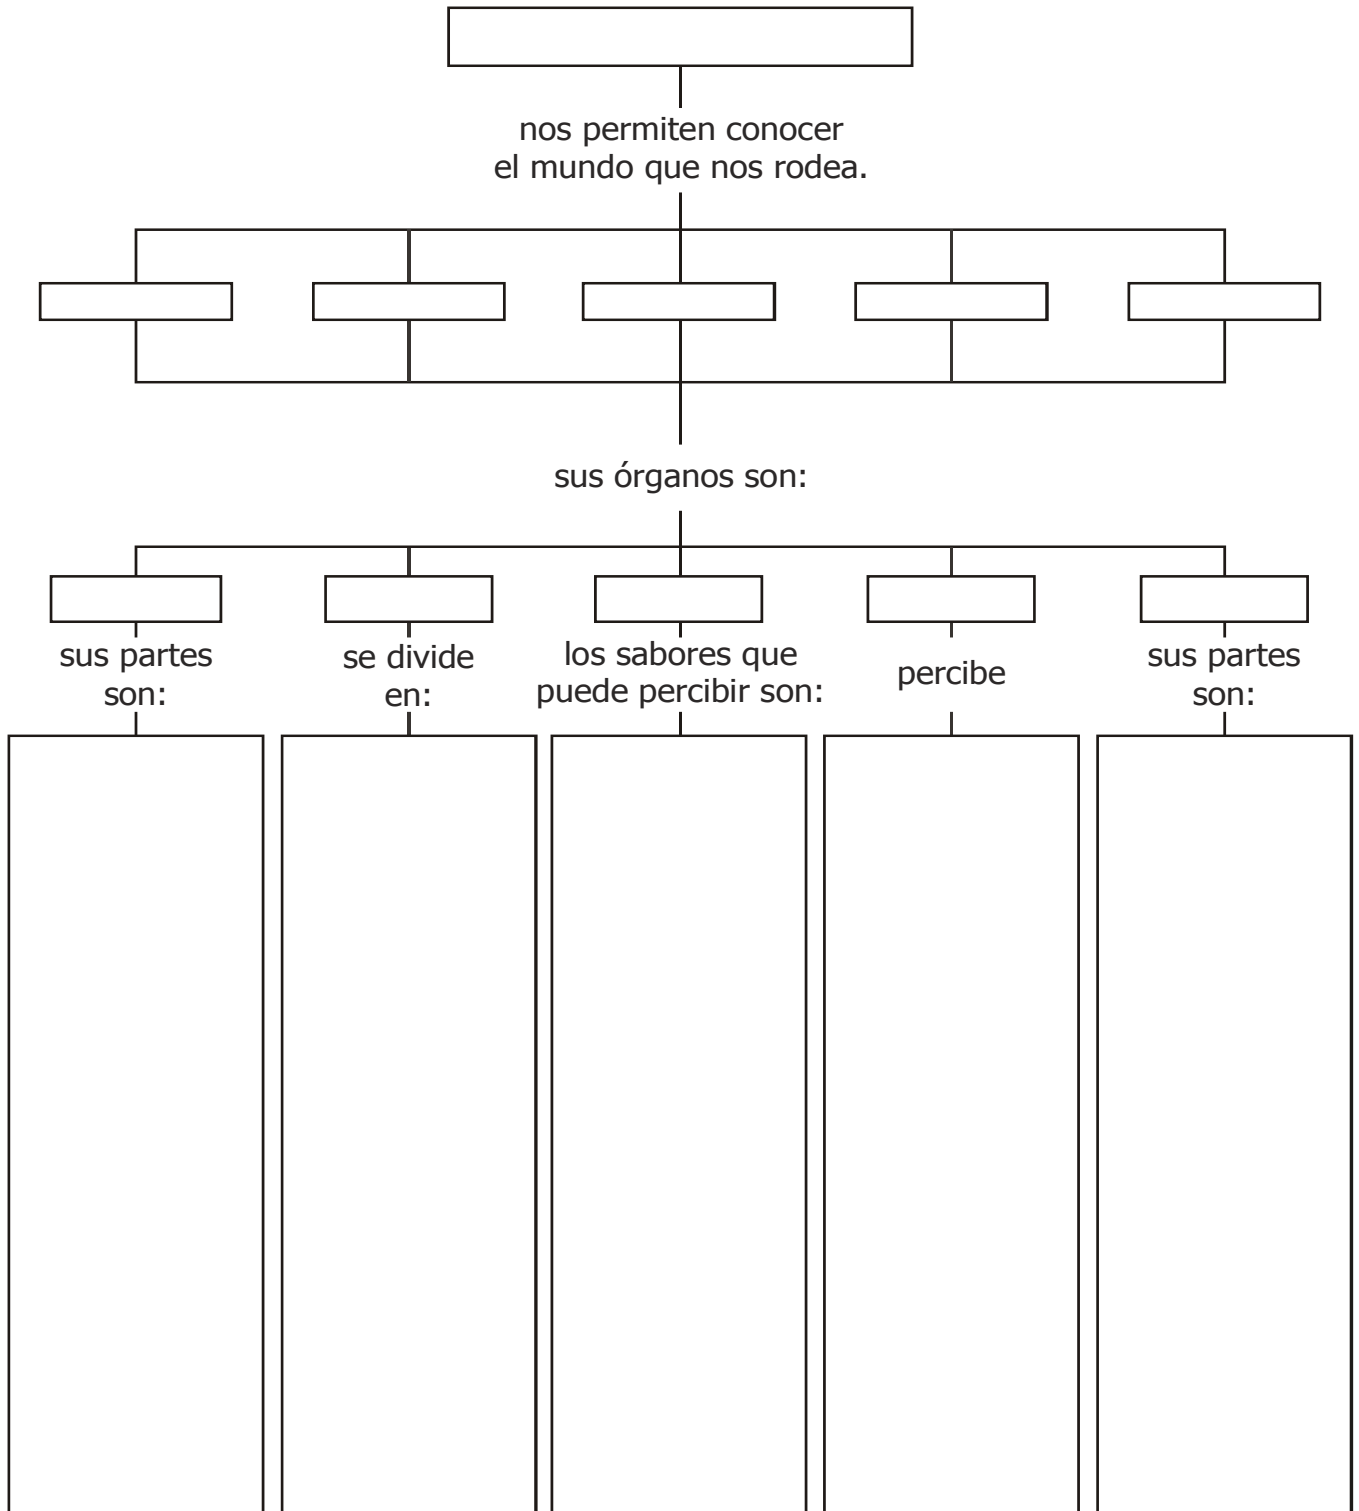 nos permiten conocer
el mundo que nos rodea.
sus órganos son:
sus partes
son:
se divide
en:
los sabores que
puede percibir son:
percibe
sus partes
son: